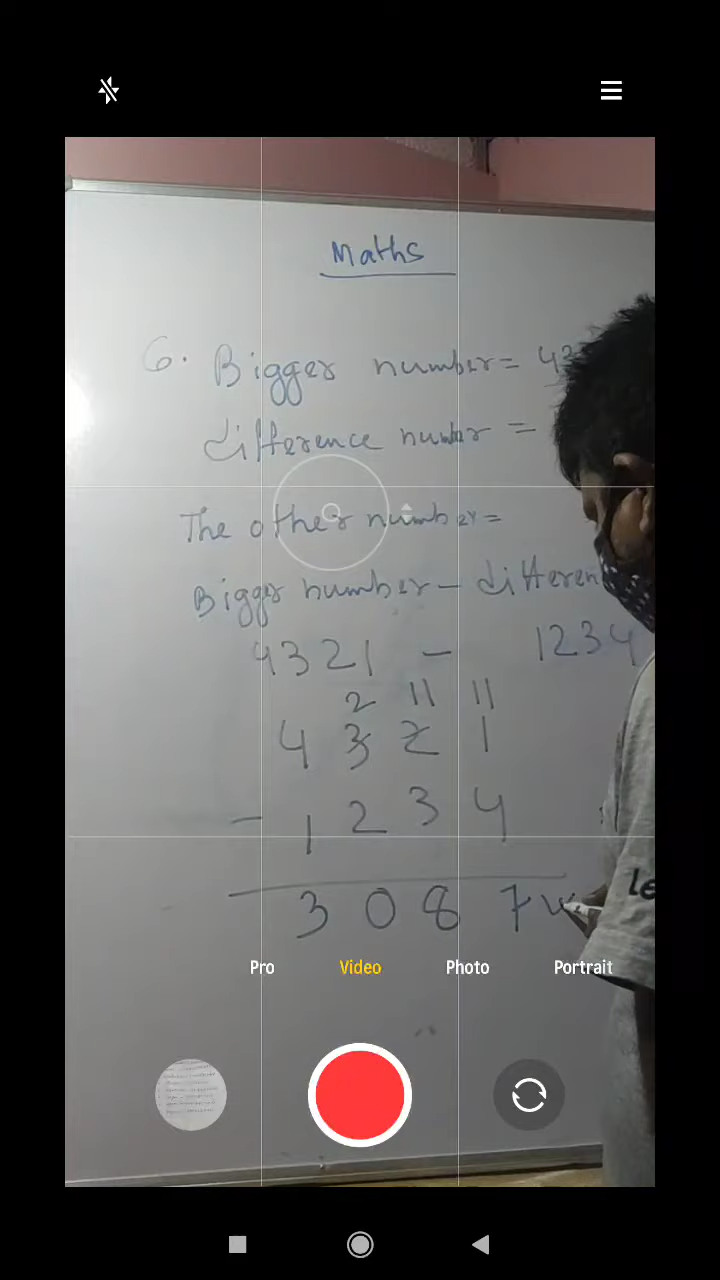 Maths
6. Bigger number = 43
difference number =
The other number =
Bigger number - differen
4321 - 1234
2 11 11
4 3 2 1
- 1 2 3 4
3 0 8 7
le
Pro Video Photo Portrait